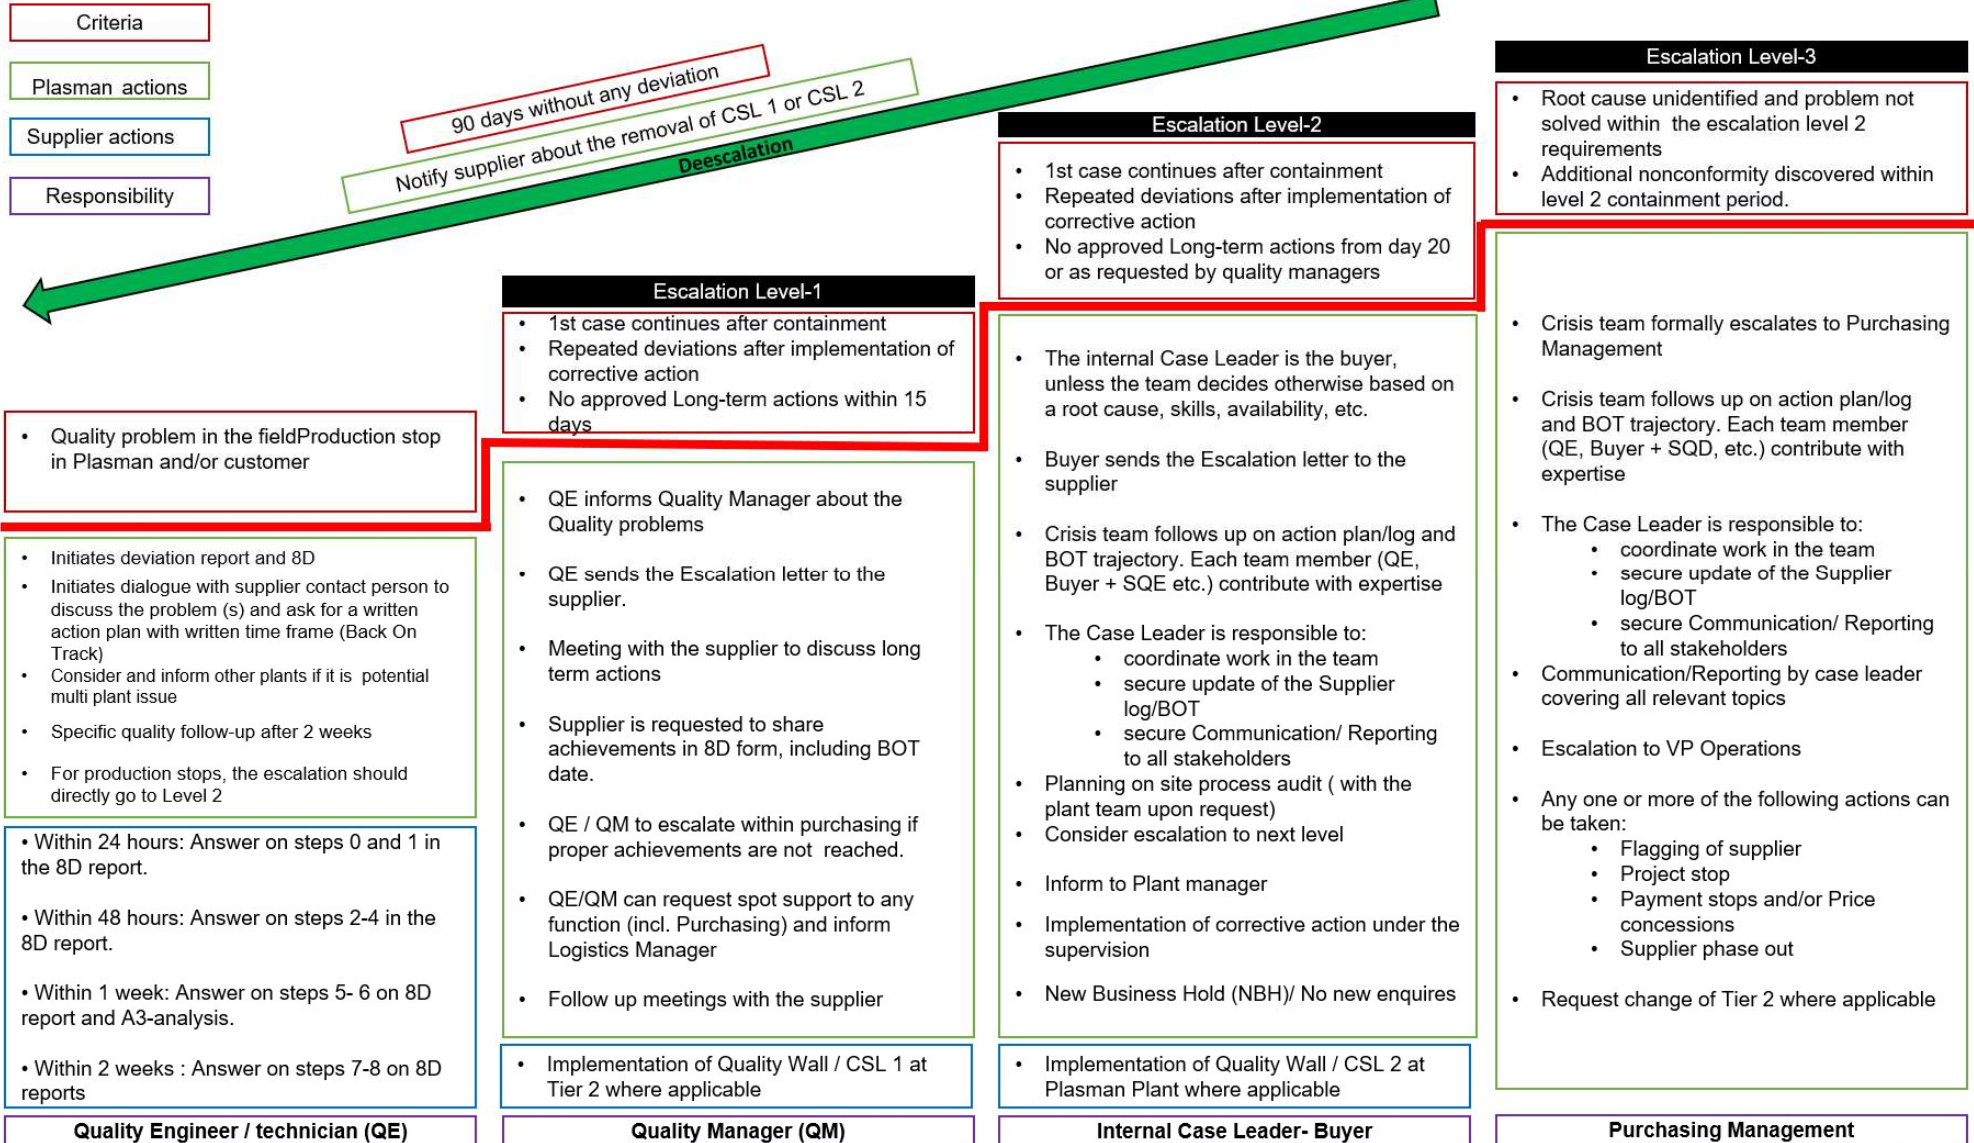 Criteria
Plasman actions
Supplier actions
Responsibility
90 days without any deviation
Notify supplier about the removal of CSL 1 or CSL 2
Deescalation
• Quality problem in the fieldProduction stop
in Plasman and/or customer
• Initiates deviation report and 8D
• Initiates dialogue with supplier contact person to
discuss the problem (s) and ask for a written
action plan with written time frame (Back On
Track)
• Consider and inform other plants if it is potential
multi plant issue
• Specific quality follow-up after 2 weeks
• For production stops, the escalation should
directly go to Level 2
• Within 24 hours: Answer on steps 0 and 1 in
the 8D report.
• Within 48 hours: Answer on steps 2-4 in the
8D report.
• Within 1 week: Answer on steps 5- 6 on 8D
report and A3-analysis.
• Within 2 weeks : Answer on steps 7-8 on 8D
reports
Quality Engineer / technician (QE)
Escalation Level-1
• 1st case continues after containment
• Repeated deviations after implementation of
corrective action
• No approved Long-term actions within 15
days
• QE informs Quality Manager about the
Quality problems
• QE sends the Escalation letter to the
supplier.
• Meeting with the supplier to discuss long
term actions
• Supplier is requested to share
achievements in 8D form, including BOT
date.
• QE / QM to escalate within purchasing if
proper achievements are not reached.
• QE/QM can request spot support to any
function (incl. Purchasing) and inform
Logistics Manager
• Follow up meetings with the supplier
• Implementation of Quality Wall / CSL 1 at
Tier 2 where applicable
Quality Manager (QM)
Escalation Level-2
• 1st case continues after containment
• Repeated deviations after implementation of
corrective action
• No approved Long-term actions from day 20
or as requested by quality managers
• The internal Case Leader is the buyer,
unless the team decides otherwise based on
a root cause, skills, availability, etc.
• Buyer sends the Escalation letter to the
supplier
• Crisis team follows up on action plan/log and
BOT trajectory. Each team member (QE,
Buyer + SQE etc.) contribute with expertise
• The Case Leader is responsible to:
• coordinate work in the team
• secure update of the Supplier
log/BOT
• secure Communication/ Reporting
to all stakeholders
• Planning on site process audit ( with the
plant team upon request)
• Consider escalation to next level
• Inform to Plant manager
• Implementation of corrective action under the
supervision
• New Business Hold (NBH)/ No new enquires
• Implementation of Quality Wall / CSL 2 at
Plasman Plant where applicable
Internal Case Leader- Buyer
Escalation Level-3
• Root cause unidentified and problem not
solved within the escalation level 2
requirements
• Additional nonconformity discovered within
level 2 containment period.
• Crisis team formally escalates to Purchasing
Management
• Crisis team follows up on action plan/log
and BOT trajectory. Each team member
(QE, Buyer + SQD, etc.) contribute with
expertise
• The Case Leader is responsible to:
• coordinate work in the team
• secure update of the Supplier
log/BOT
• secure Communication/ Reporting
to all stakeholders
• Communication/Reporting by case leader
covering all relevant topics
• Escalation to VP Operations
• Any one or more of the following actions can
be taken:
• Flagging of supplier
• Project stop
• Payment stops and/or Price
concessions
• Supplier phase out
• Request change of Tier 2 where applicable
Purchasing Management